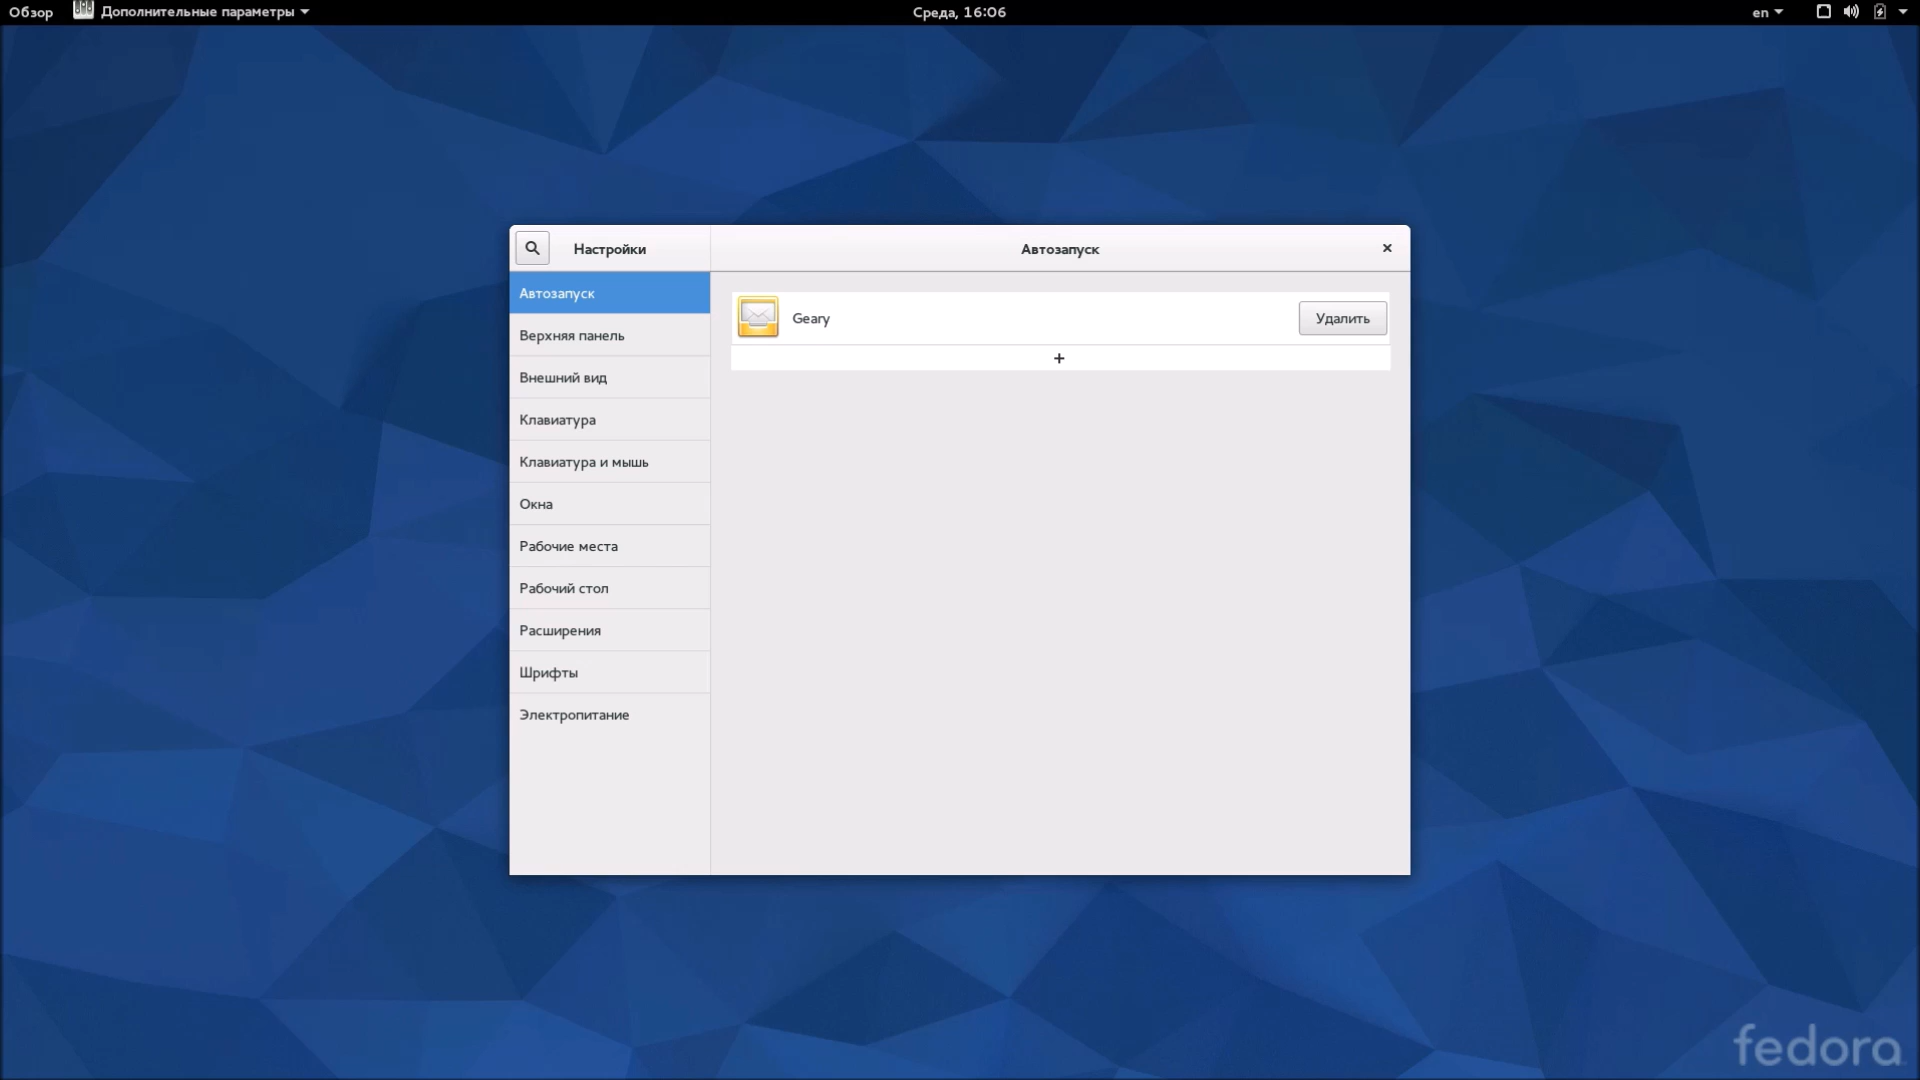 Обзор Дополнительные параметры Среда, 16:06 en
Настройки Автозапуск
Автозапуск
Geary Удалить
+
Верхняя панель
Внешний вид
Клавиатура
Клавиатура и мышь
Окна
Рабочие места
Рабочий стол
Расширения
Шрифты
Электропитание
fedora